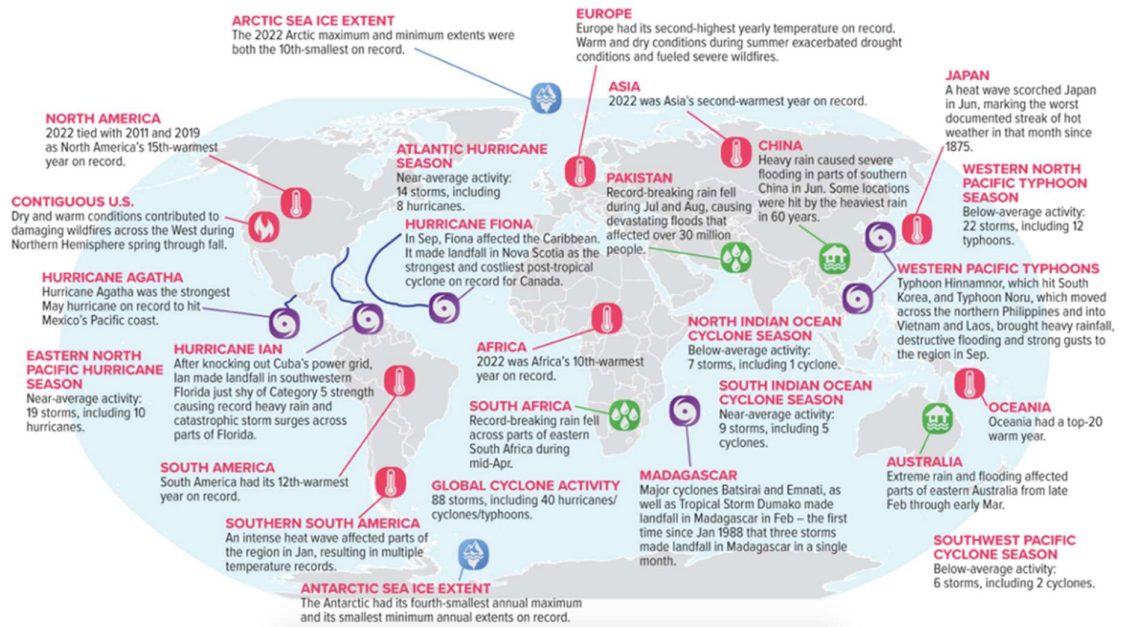 ARCTIC SEA ICE EXTENT
The 2022 Arctic maximum and minimum extents were
both the 10th-smallest on record.
EUROPE
Europe had its second-highest yearly temperature on record.
Warm and dry conditions during summer exacerbated drought
conditions and fueled severe wildfires.
ASIA
2022 was Asia's second-warmest year on record.
JAPAN
A heat wave scorched Japan
in Jun, marking the worst
documented streak of hot
weather in that month since
1875.
NORTH AMERICA
2022 tied with 2011 and 2019
as North America's 15th-warmest
year on record.
ATLANTIC HURRICANE
SEASON
Near-average activity:
14 storms, including
8 hurricanes.
CHINA
Heavy rain caused severe
flooding in parts of southern
China in Jun. Some locations
were hit by the heaviest rain
in 60 years.
PAKISTAN
Record-breaking rain fell
during Jul and Aug, causing
devastating floods that
affected over 30 million
people.
WESTERN NORTH
PACIFIC TYPHOON
SEASON
Below-average activity:
22 storms, including 12
typhoons.
CONTIGUOUS U.S.
Dry and warm conditions contributed to
damaging wildfires across the West during
Northern Hemisphere spring through fall.
HURRICANE FIONA
In Sep, Fiona affected the Caribbean.
It made landfall in Nova Scotia as the
strongest and costliest post-tropical
cyclone on record for Canada.
HURRICANE AGATHA
Hurricane Agatha was the strongest
May hurricane on record to hit
Mexico's Pacific coast.
WESTERN PACIFIC TYPHOONS
Typhoon Hinnamnor, which hit South
Korea, and Typhoon Noru, which moved
across the northern Philippines and into
Vietnam and Laos, brought heavy rainfall,
destructive flooding and strong gusts to
the region in Sep.
NORTH INDIAN OCEAN
CYCLONE SEASON
Below-average activity:
7 storms, including 1 cyclone.
HURRICANE IAN
After knocking out Cuba's power grid,
Ian made landfall in southwestern
Florida just shy of Category 5 strength
causing record heavy rain and
catastrophic storm surges across
parts of Florida.
AFRICA
2022 was Africa's 10th-warmest
year on record.
EASTERN NORTH
PACIFIC HURRICANE
SEASON
Near-average activity:
19 storms, including 10
hurricanes.
SOUTH INDIAN OCEAN
CYCLONE SEASON
Near-average activity:
9 storms, including 5
cyclones.
OCEANIA
Oceania had a top-20
warm year.
SOUTH AFRICA
Record-breaking rain fell
across parts of eastern
South Africa during
mid-Apr.
SOUTH AMERICA
South America had its 12th-warmest
year on record.
AUSTRALIA
Extreme rain and flooding affected
parts of eastern Australia from late
Feb through early Mar.
MADAGASCAR
Major cyclones Batsirai and Emnati, as
well as Tropical Storm Dumako made
landfall in Madagascar in Feb – the first
time since Jan 1988 that three storms
made landfall in Madagascar in a single
month.
GLOBAL CYCLONE ACTIVITY
88 storms, including 40 hurricanes/
cyclones/typhoons.
SOUTHERN SOUTH AMERICA
An intense heat wave affected parts of
the region in Jan, resulting in multiple
temperature records.
SOUTHWEST PACIFIC
CYCLONE SEASON
Below-average activity:
6 storms, including 2 cyclones.
ANTARCTIC SEA ICE EXTENT
The Antarctic had its fourth-smallest annual maximum
and its smallest minimum annual extents on record.